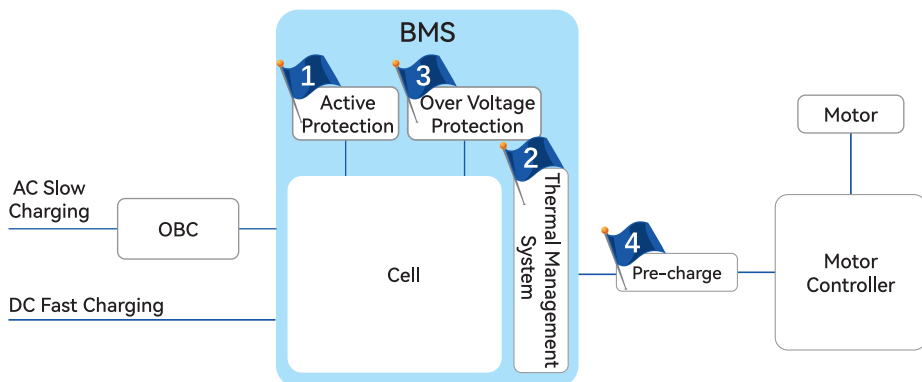 BMS
1
Active
Protection
3
Over Voltage
Protection
2
Thermal Management
System
AC Slow
Charging
OBC
Cell
DC Fast Charging
4
Pre-charge
Motor
Motor
Controller